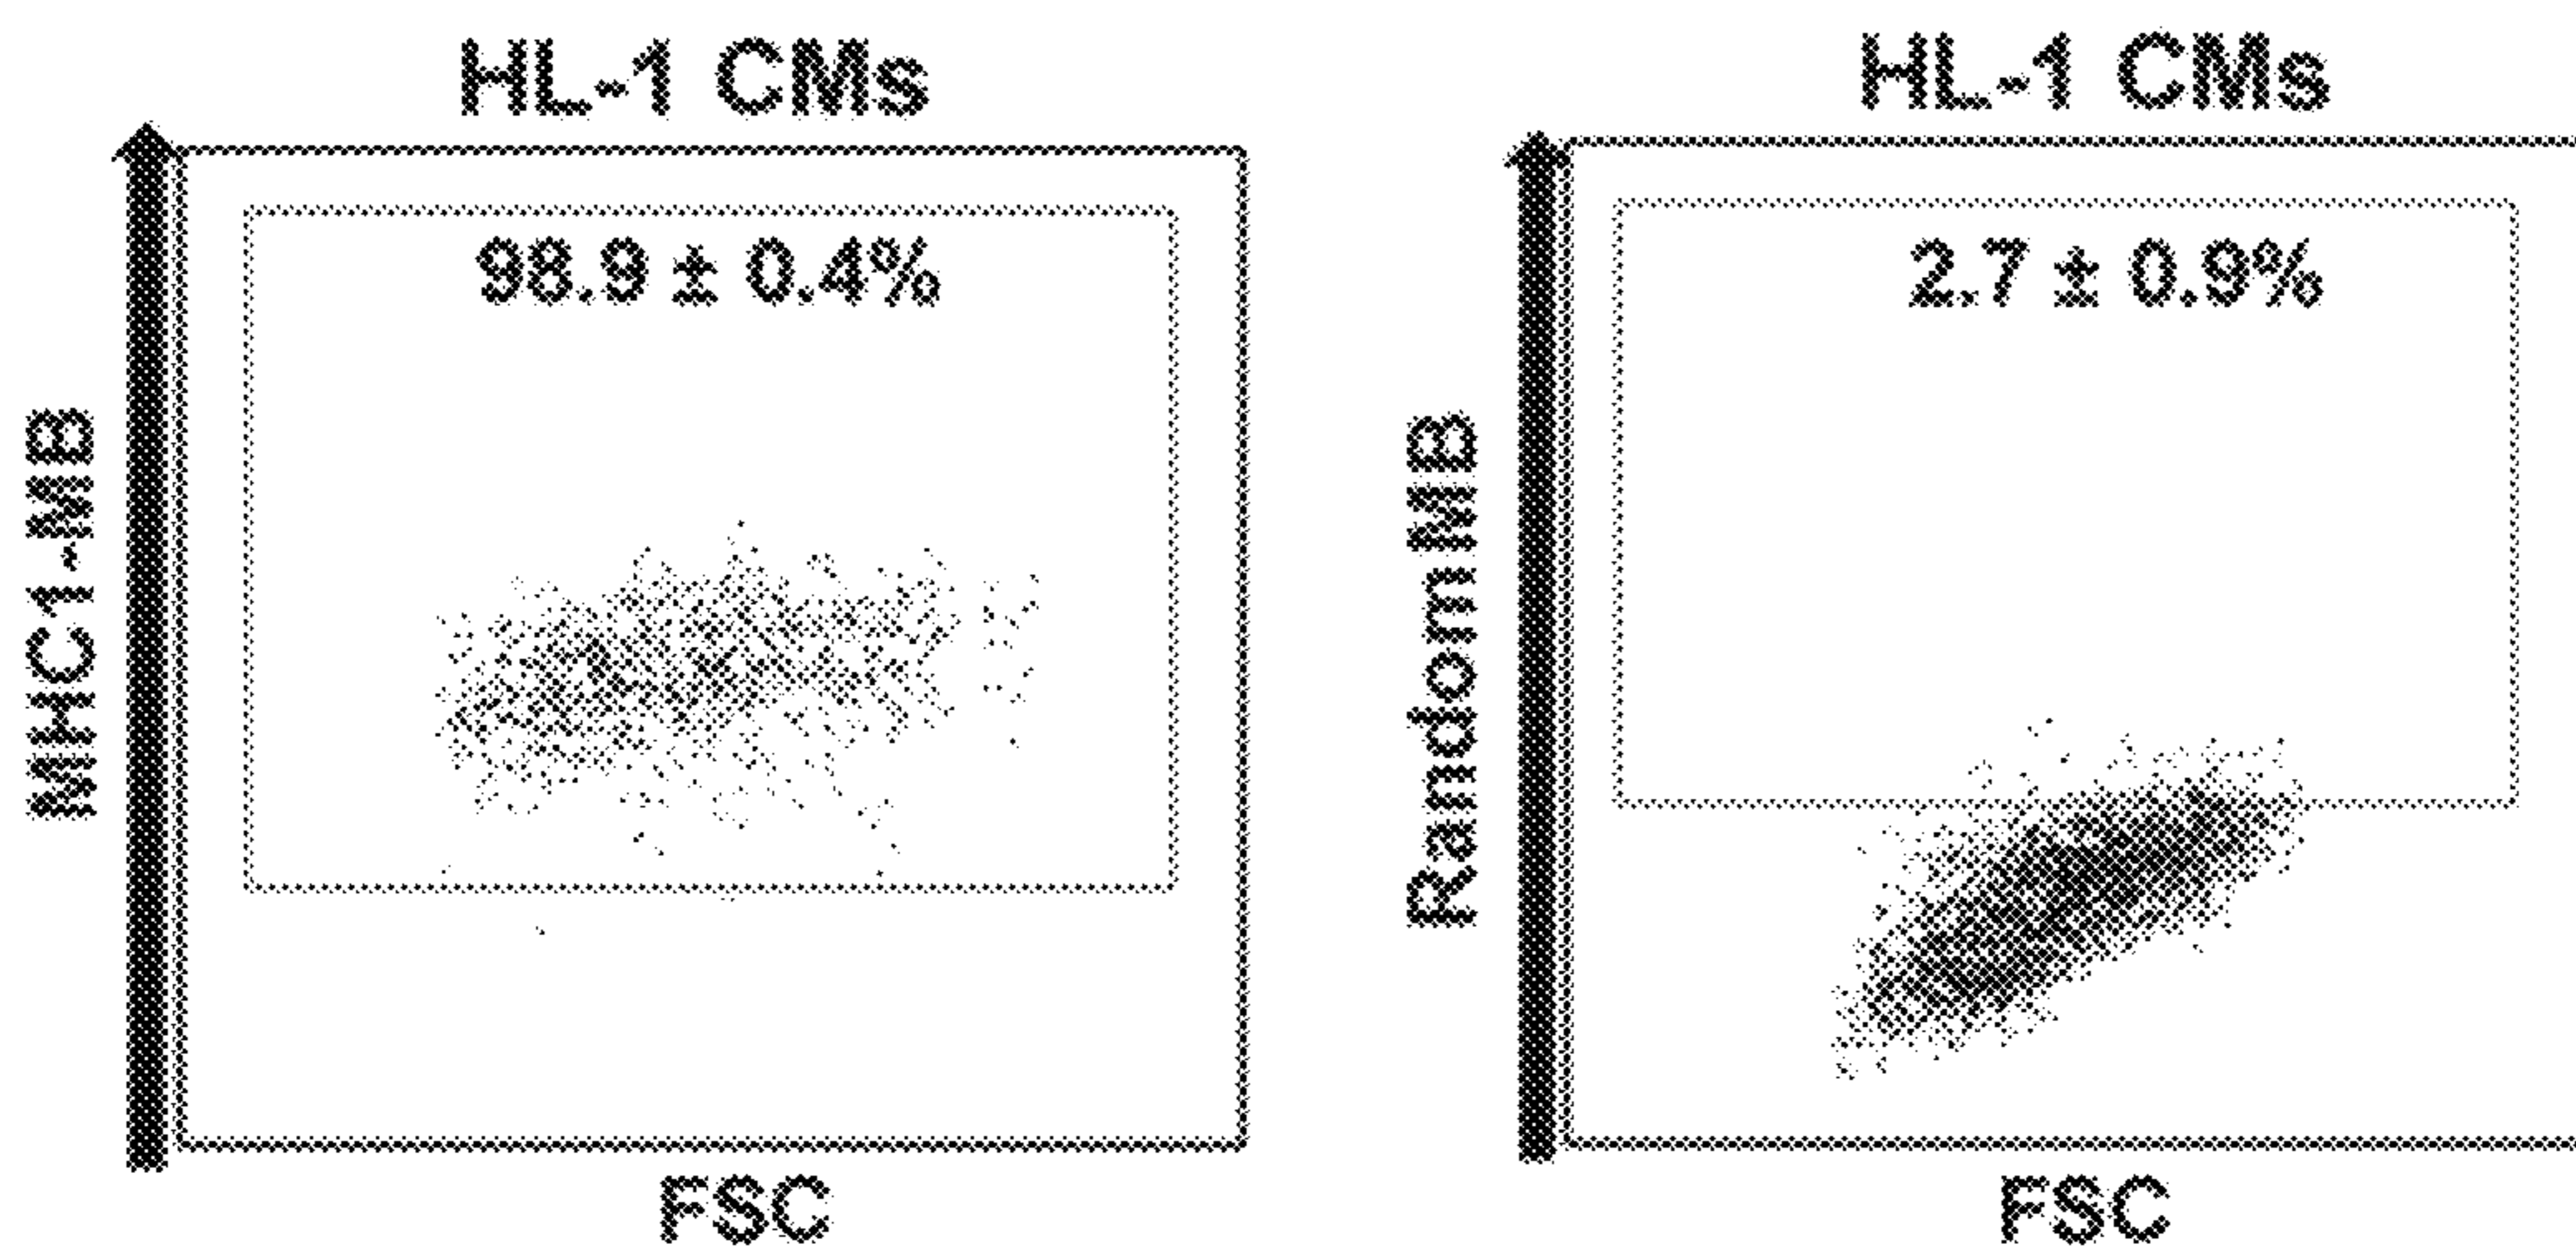 HL-1 CMs
98.9 ± 0.4%
MHC1-MB
FSC
HL-1 CMs
2.7 ± 0.9%
Random MB
FSC